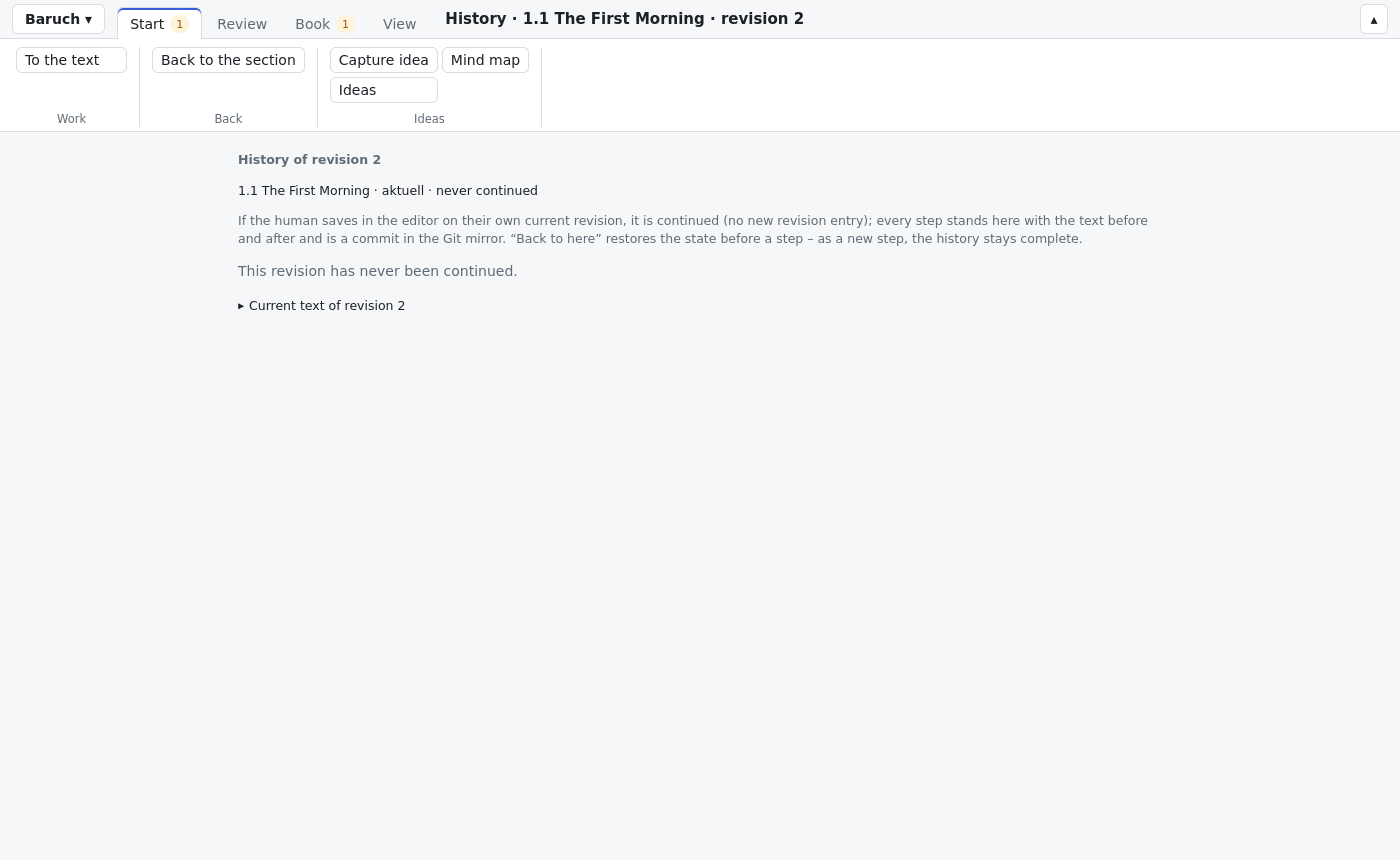 Baruch ▾
Start 1
Review
Book 1
View
History · 1.1 The First Morning · revision 2
▴
To the text
Back to the section
Capture idea
Mind map
Ideas
Work
Back
Ideas
History of revision 2
1.1 The First Morning · aktuell · never continued
If the human saves in the editor on their own current revision, it is continued (no new revision entry); every step stands here with the text before
and after and is a commit in the Git mirror. “Back to here” restores the state before a step – as a new step, the history stays complete.
This revision has never been continued.
▸ Current text of revision 2